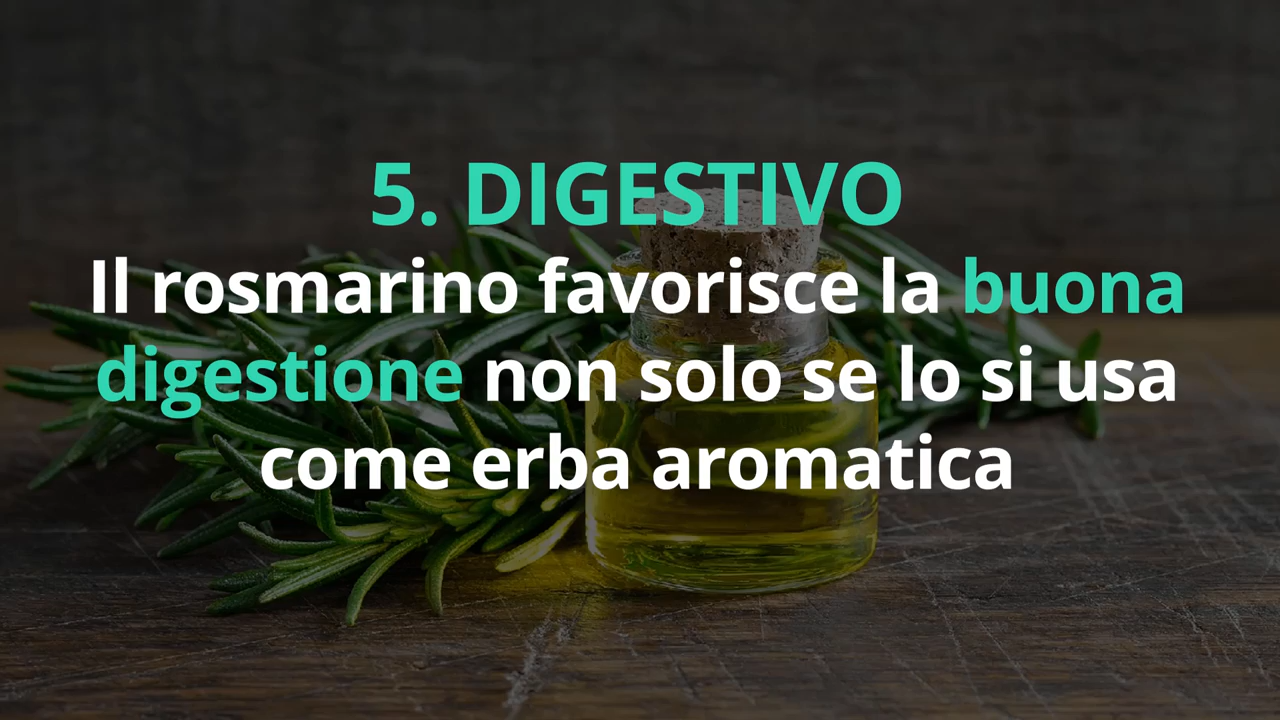 5. DIGESTIVO
Il rosmarino favorisce la buona
digestione non solo se lo si usa
come erba aromatica